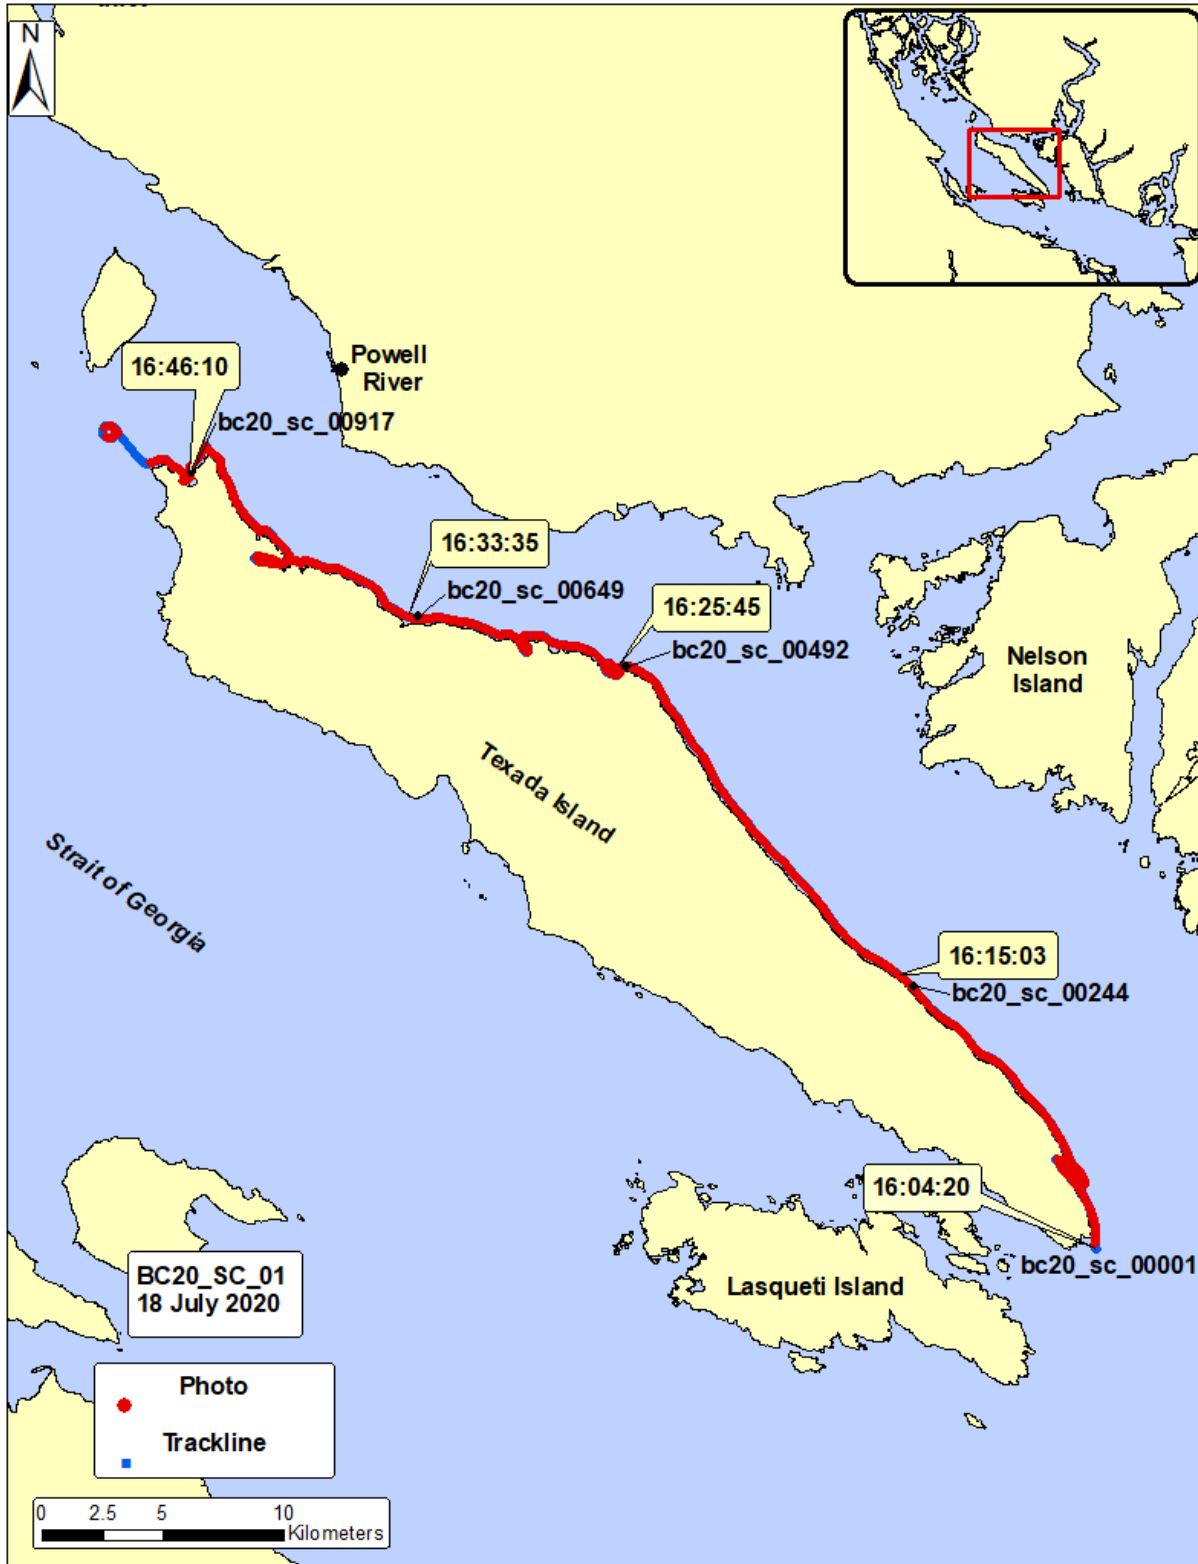 N
Powell
River
16:46:10
bc20_sc_00917
16:33:35
bc20_sc_00649
16:25:45
bc20_sc_00492
Nelson
Island
Texada Island
Strait of Georgia
16:15:03
bc20_sc_00244
16:04:20
bc20_sc_00001
Lasqueti Island
BC20_SC_01
18 July 2020
Photo
Trackline
0 2.5 5 10
Kilometers